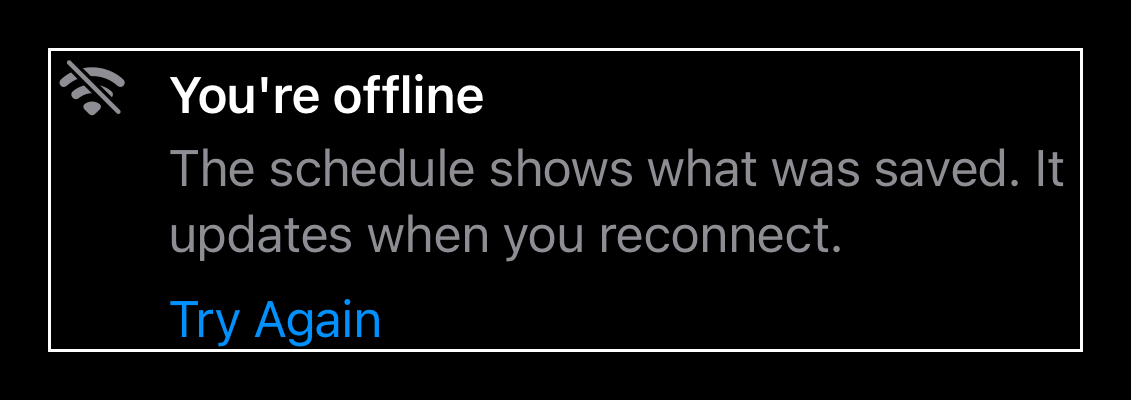 You're offline
The schedule shows what was saved. It
updates when you reconnect.
Try Again